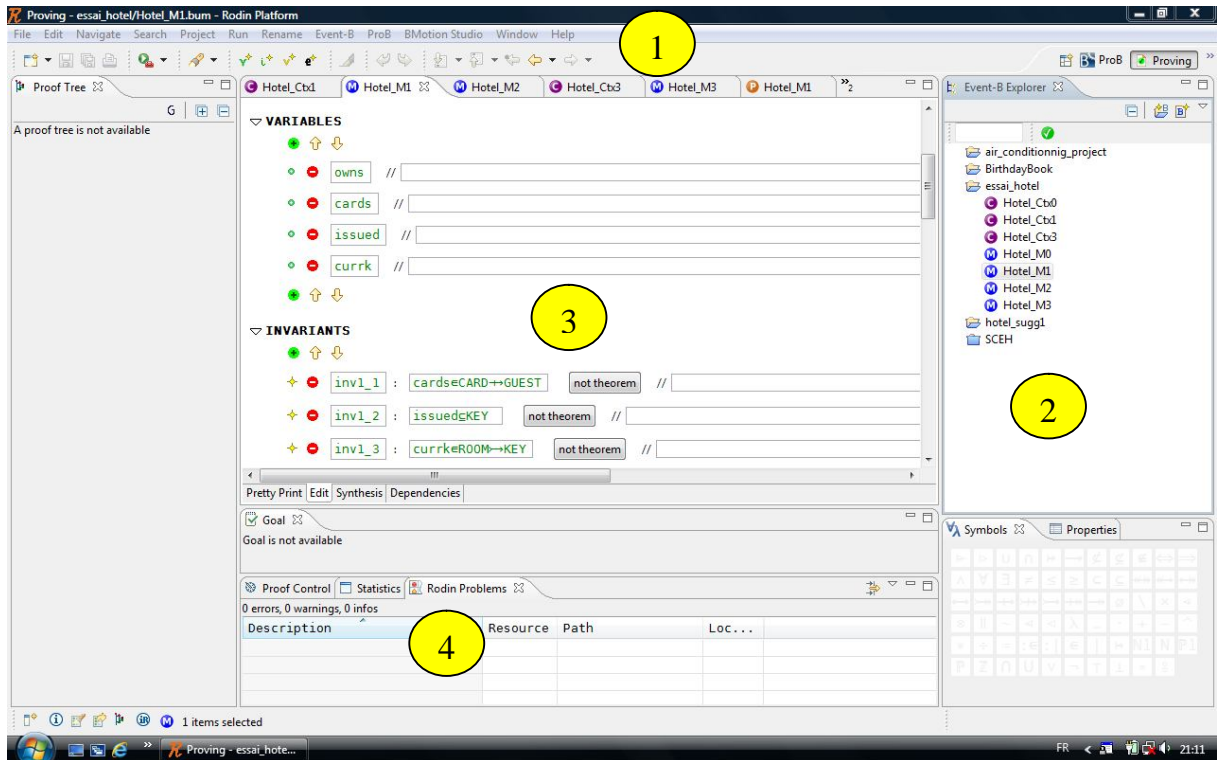 Proving - essai_hotel/Hotel_M1.bum - Rodin Platform
File Edit Navigate Search Project Run Rename Event-B ProB BMotion Studio Window Help
1
ProB Proving »
Proof Tree
G
A proof tree is not available
Hotel_Ctx1 Hotel_M1 Hotel_M2 Hotel_Ctx3 Hotel_M3 Hotel_M1 »2
VARIABLES
owns //
cards //
issued //
currk //
3
INVARIANTS
inv1_1 : cards∈CARD⇸GUEST not theorem //
inv1_2 : issued⊆KEY not theorem //
inv1_3 : currk∈ROOM↣KEY not theorem //
Pretty Print Edit Synthesis Dependencies
Goal
Goal is not available
Proof Control Statistics Rodin Problems
0 errors, 0 warnings, 0 infos
Description Resource Path Loc...
4
Event-B Explorer
air_conditionnig_project
BirthdayBook
essai_hotel
Hotel_Ctx0
Hotel_Ctx1
Hotel_Ctx3
Hotel_M0
Hotel_M1
Hotel_M2
Hotel_M3
hotel_sugg1
SCEH
2
Symbols Properties
1 items selected
» Proving - essai_hote...
FR < 21:11